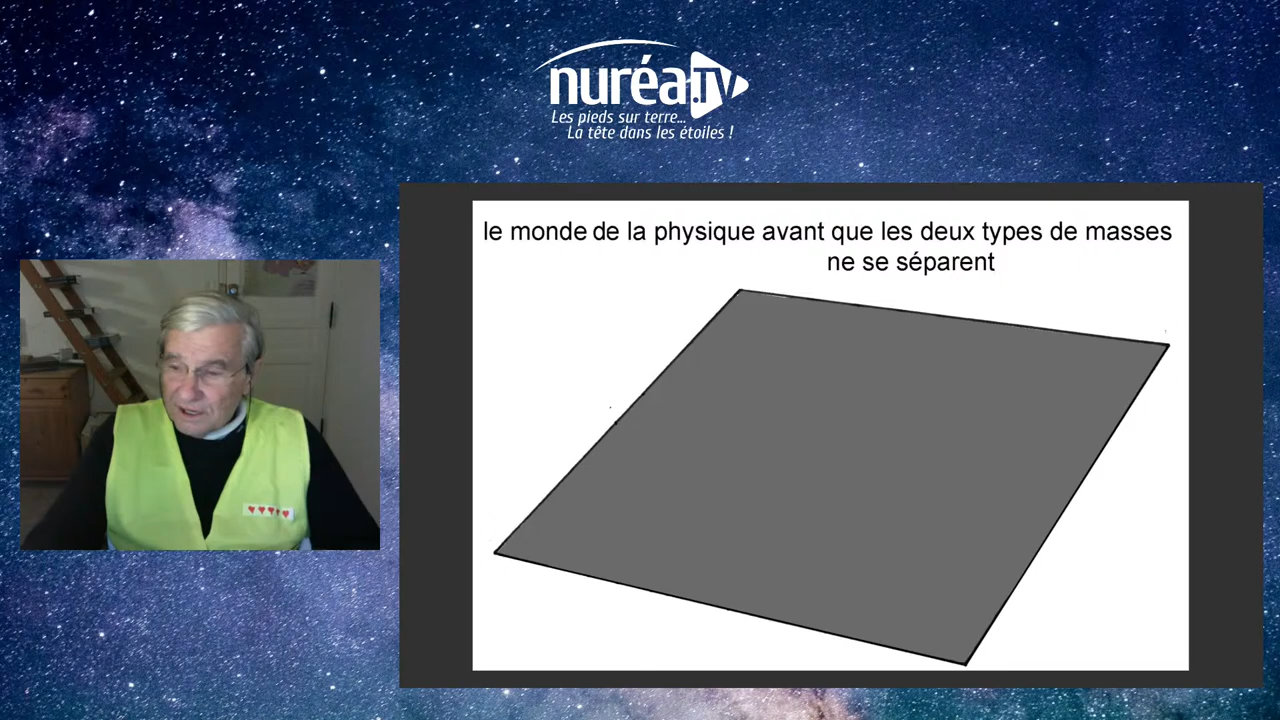 nuréa.TV
Les pieds sur terre...
La tête dans les étoiles !
le monde de la physique avant que les deux types de masses
ne se séparent